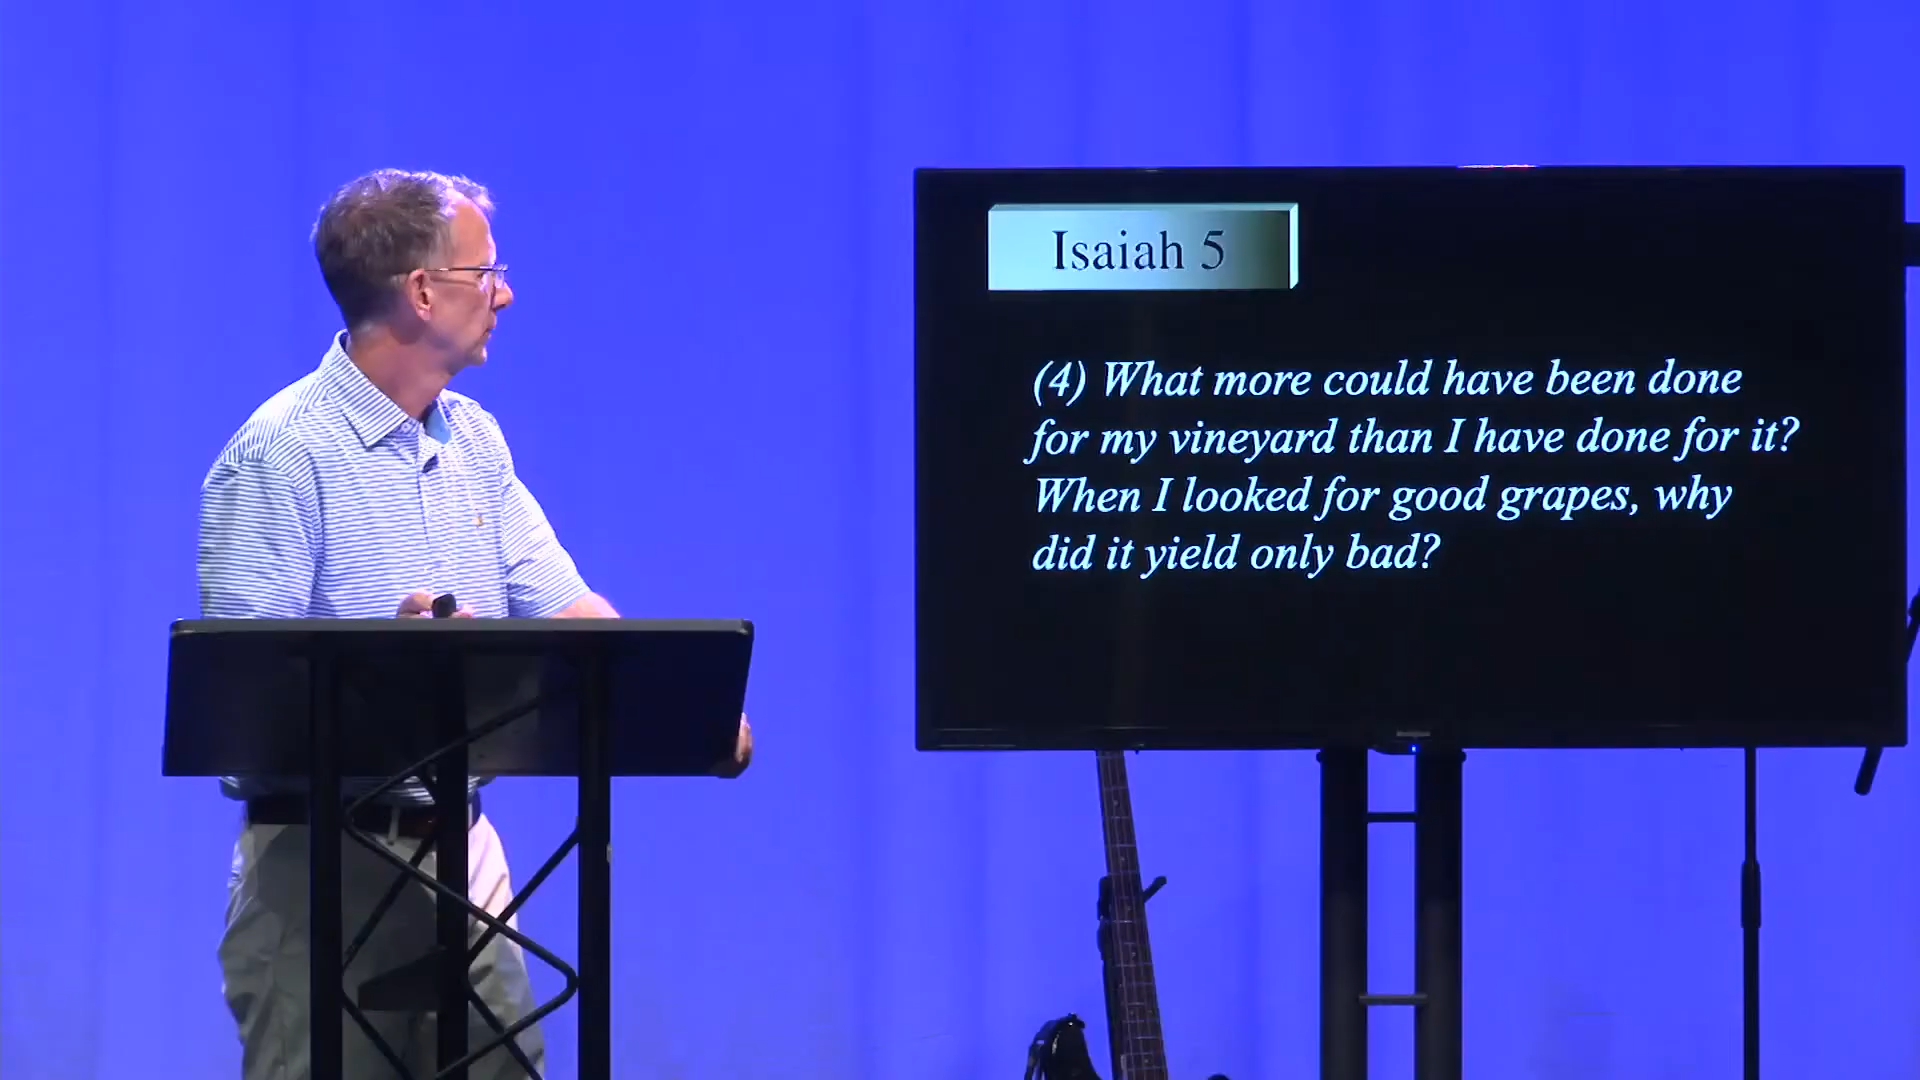 Isaiah 5
(4) What more could have been done
for my vineyard than I have done for it?
When I looked for good grapes, why
did it yield only bad?